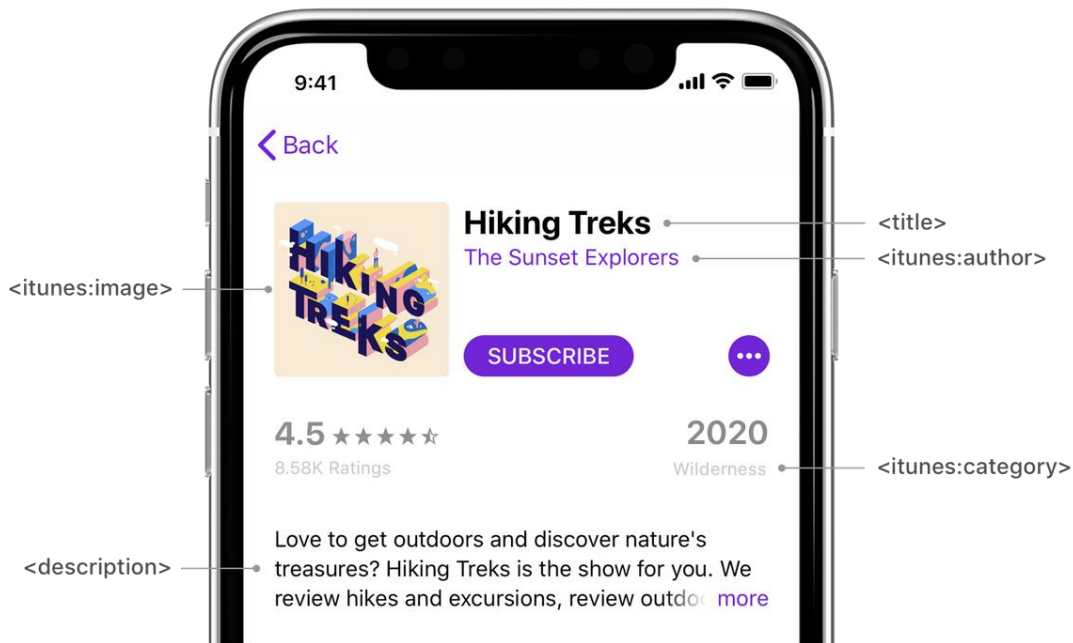 9:41
Back
HIKING
TREKS
Hiking Treks
<title>
The Sunset Explorers
<itunes:author>
<itunes:image>
SUBSCRIBE
4.5
2020
8.58K Ratings
Wilderness
<itunes:category>
Love to get outdoors and discover nature's
<description>
treasures? Hiking Treks is the show for you. We
review hikes and excursions, review outdo more